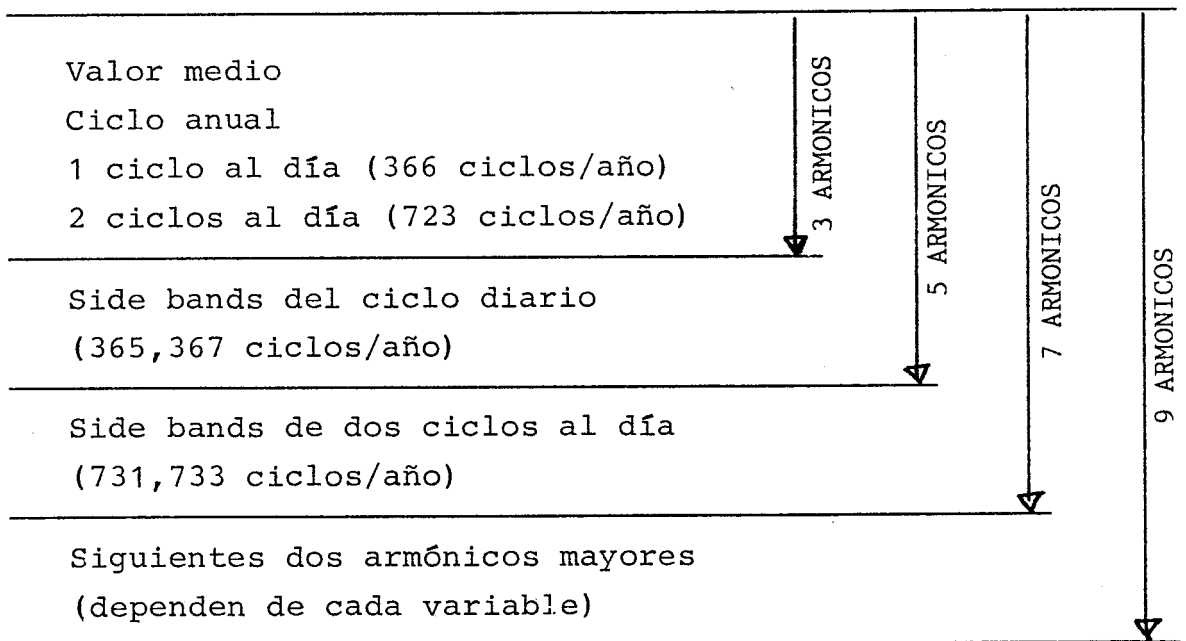 Valor medio
Ciclo anual
1 ciclo al día (366 ciclos/año)
2 ciclos al día (723 ciclos/año)
Side bands del ciclo diario
(365,367 ciclos/año)
Side bands de dos ciclos al día
(731,733 ciclos/año)
Siguientes dos armónicos mayores
(dependen de cada variable)
3 ARMONICOS
5 ARMONICOS
7 ARMONICOS
9 ARMONICOS